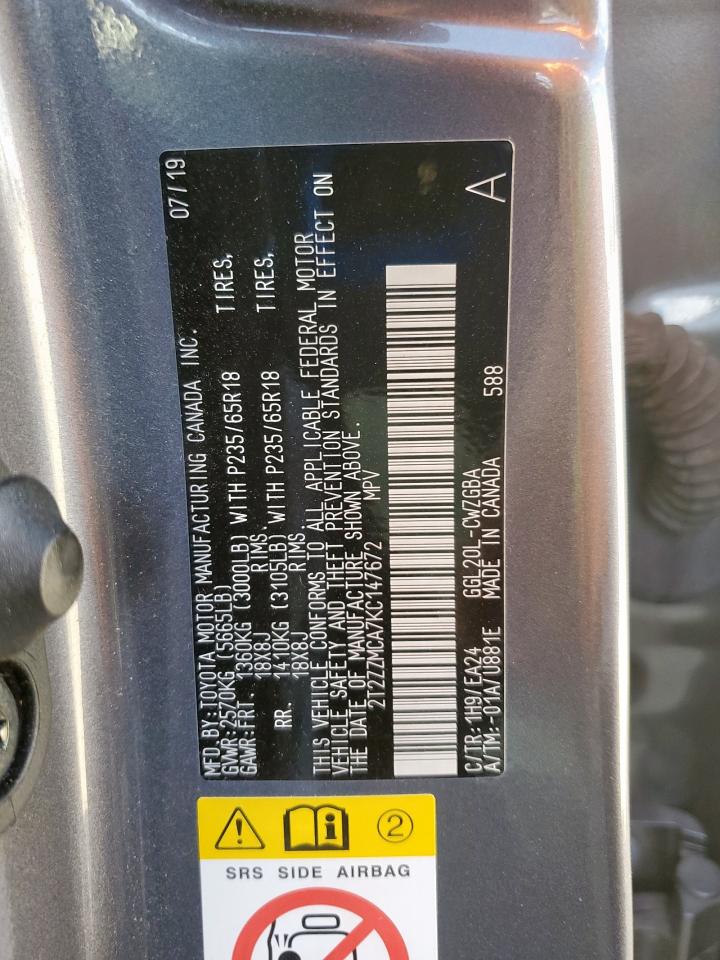 07/19
MFD. BY: TOYOTA MOTOR MANUFACTURING CANADA INC.
GVWR: 2570KG (5665LB)
GAWR: FRT. 1360KG (3000LB) WITH P235/65R18 TIRES,
18X8J RIMS.
RR. 1410KG (3105LB) WITH P235/65R18 TIRES,
18X8J RIMS.
THIS VEHICLE CONFORMS TO ALL APPLICABLE FEDERAL MOTOR
VEHICLE SAFETY AND THEFT PREVENTION STANDARDS IN EFFECT ON
THE DATE OF MANUFACTURE SHOWN ABOVE.
2T2ZZMCA7KC147672 MPV
A
C/TR: 1H9/EA24 GGL20L-CWZGBA
A/TM: -01A/U881E MADE IN CANADA 588
2
SRS SIDE AIRBAG